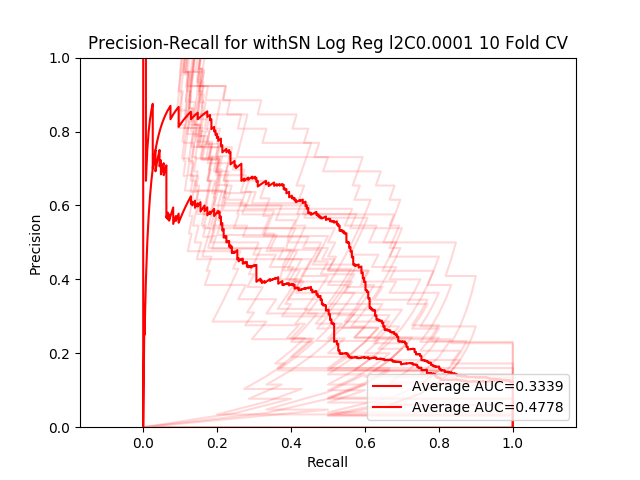 Precision-Recall for withSN Log Reg l2C0.0001 10 Fold CV
1.0
0.8
0.6
0.4
0.2
0.0
Precision
0.0 0.2 0.4 0.6 0.8 1.0
Recall
Average AUC=0.3339
Average AUC=0.4778